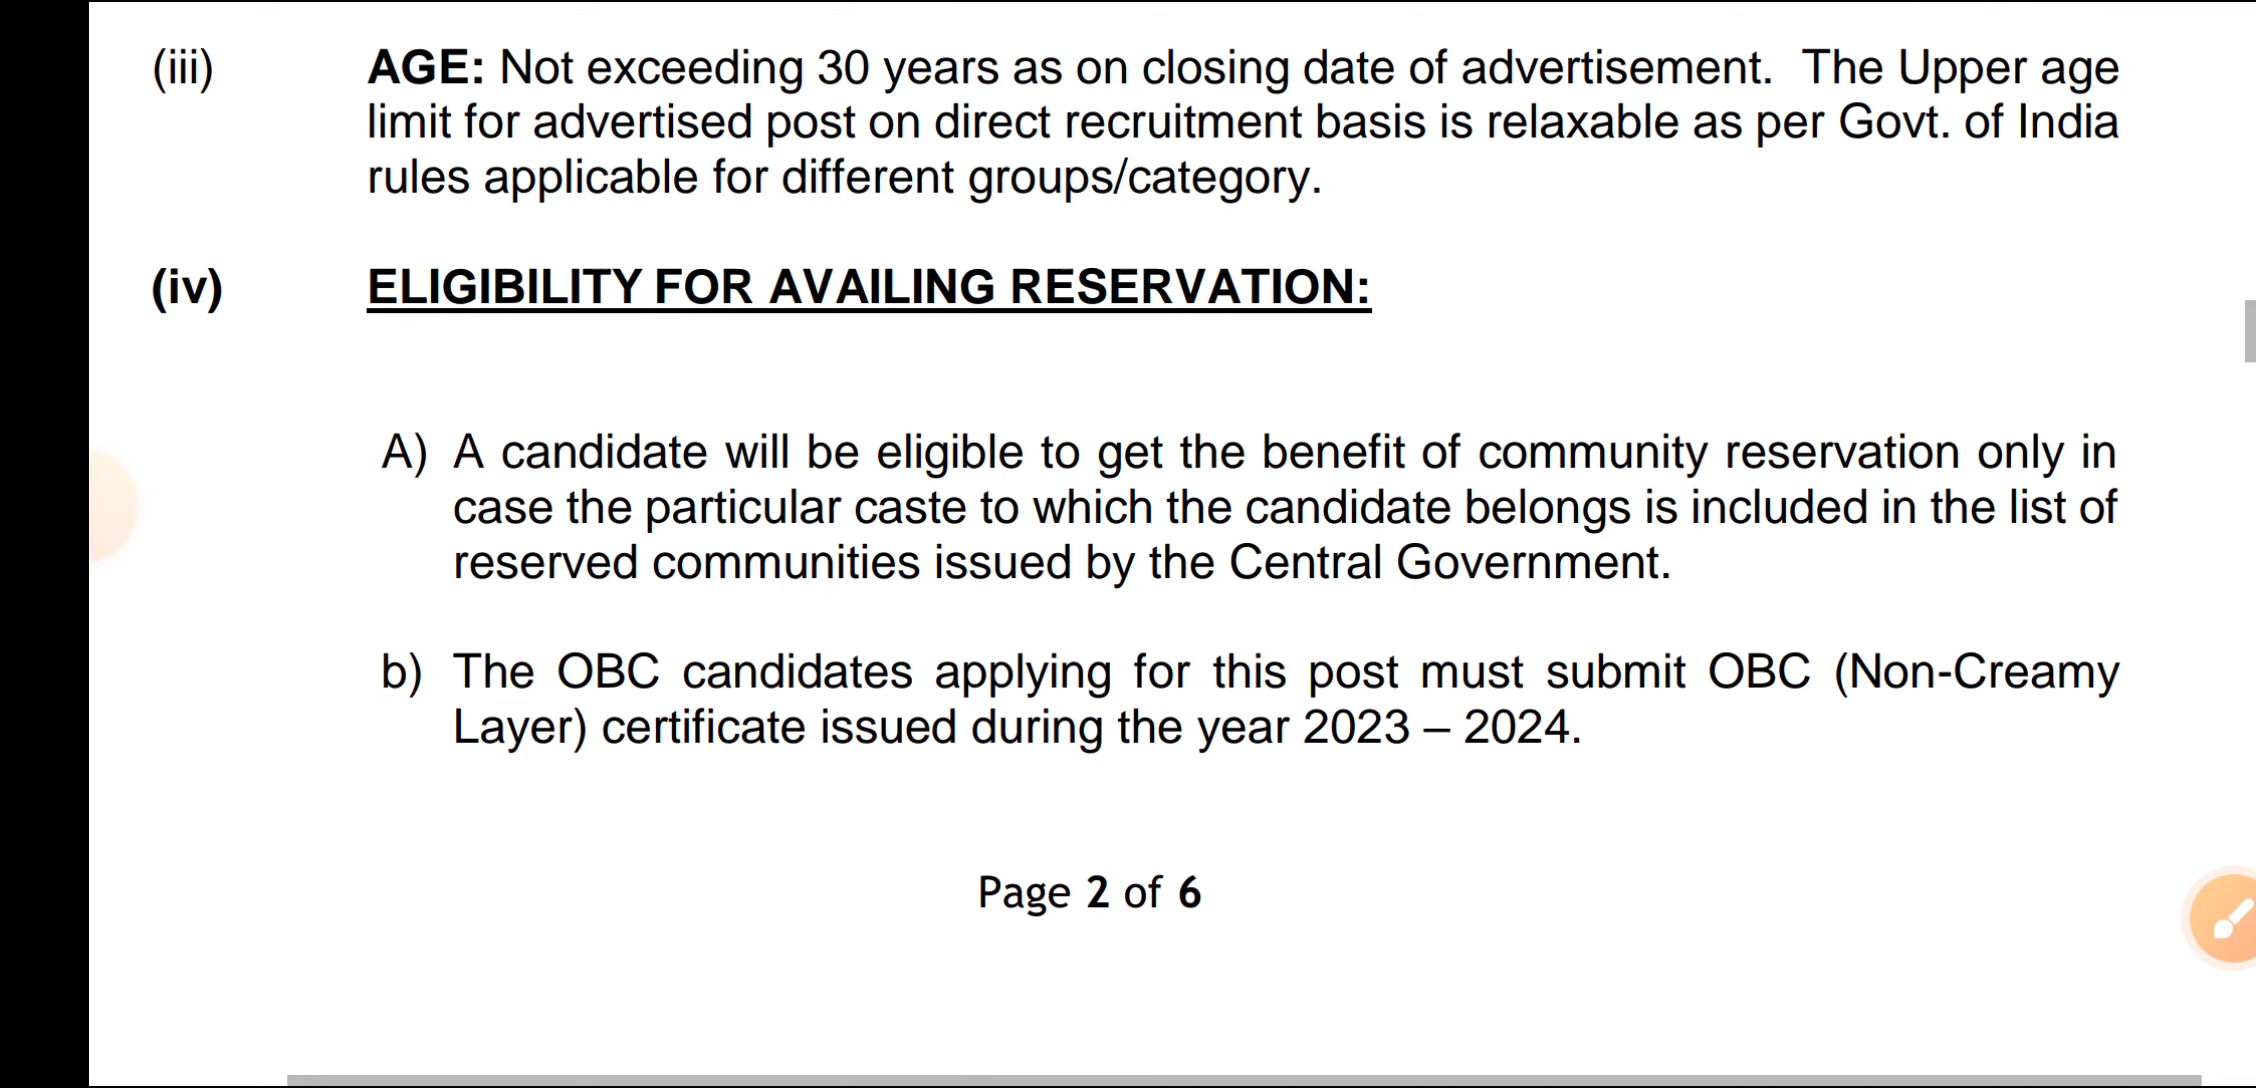 (iii) AGE: Not exceeding 30 years as on closing date of advertisement. The Upper age
limit for advertised post on direct recruitment basis is relaxable as per Govt. of India
rules applicable for different groups/category.
(iv) ELIGIBILITY FOR AVAILING RESERVATION:
A) A candidate will be eligible to get the benefit of community reservation only in
case the particular caste to which the candidate belongs is included in the list of
reserved communities issued by the Central Government.
b) The OBC candidates applying for this post must submit OBC (Non-Creamy
Layer) certificate issued during the year 2023 – 2024.
Page 2 of 6